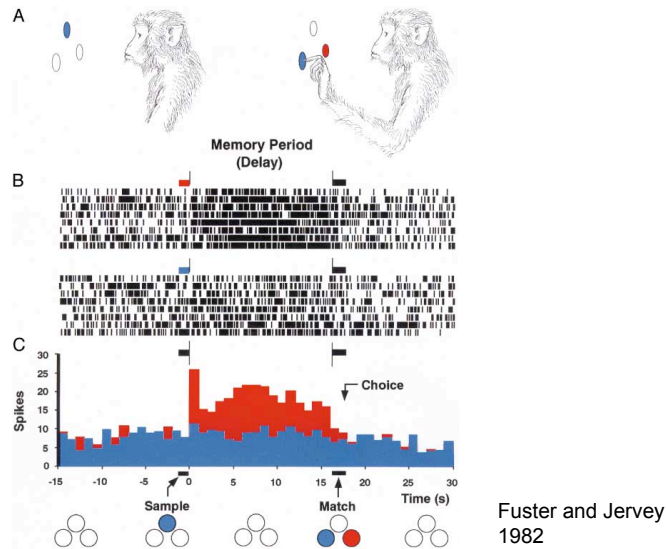 A
Memory Period
(Delay)
B
C
30
25
20
15
10
5
0
Spikes
Choice
-15 -10 -5 0 5 10 15 20 25 30
Time (s)
Sample
Match
Fuster and Jervey
1982